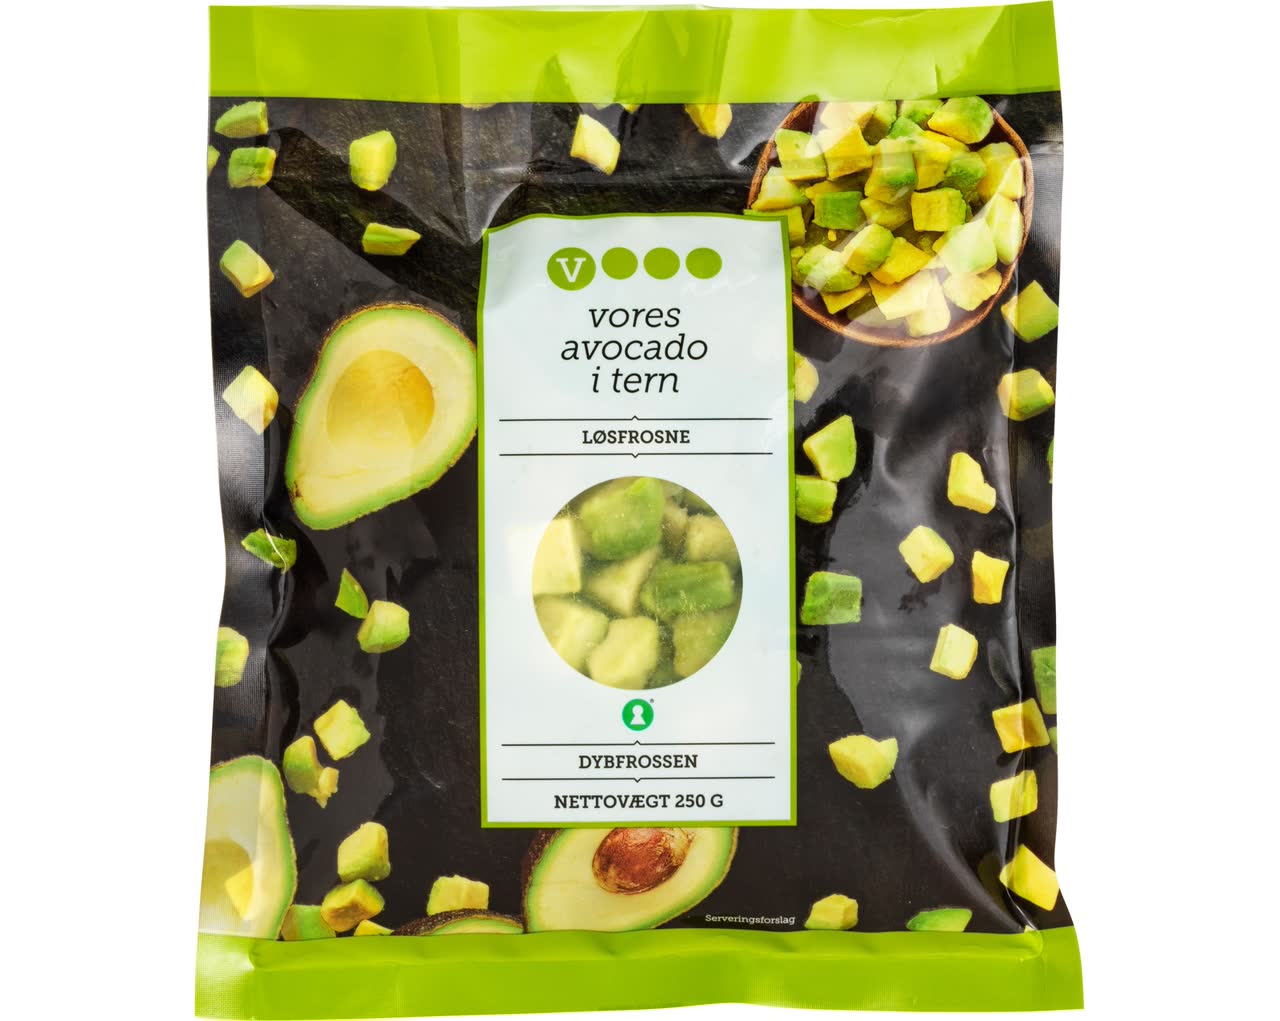 V
vores
avocado
i tern
LØSFROSNE
DYBFROSSEN
NETTOVÆGT 250 G
Serveringsforslag